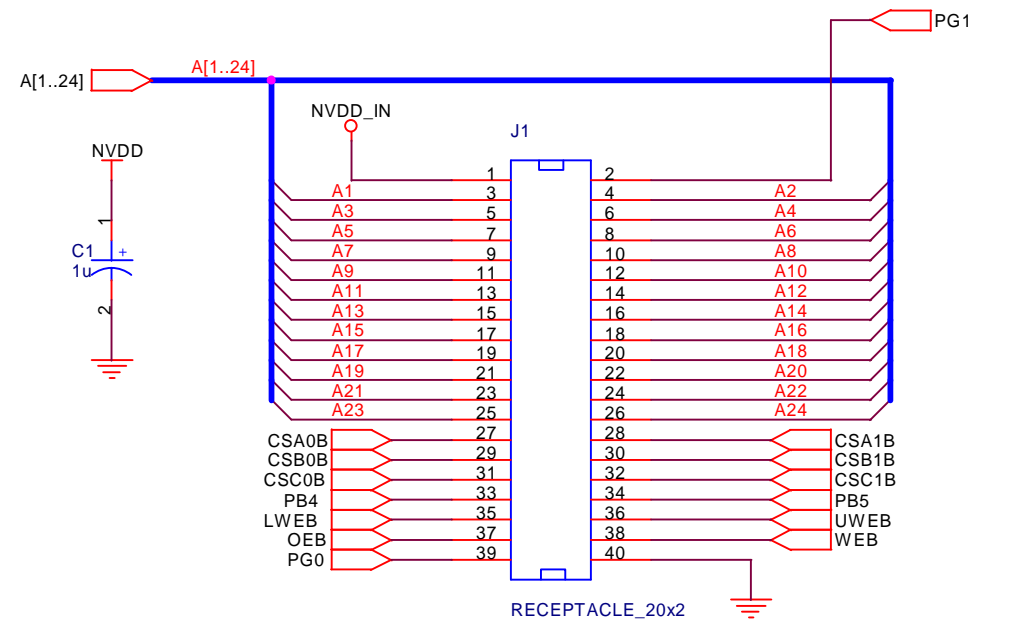 PG1
A[1..24] A[1..24]
NVDD_IN
J1
NVDD
1 2
A1 3 4 A2
A3 5 6 A4
A5 7 8 A6
A7 9 10 A8
A9 11 12 A10
A11 13 14 A12
A13 15 16 A14
A15 17 18 A16
A17 19 20 A18
A19 21 22 A20
A21 23 24 A22
A23 25 26 A24
CSA0B 27 28 CSA1B
CSB0B 29 30 CSB1B
CSC0B 31 32 CSC1B
PB4 33 34 PB5
LWEB 35 36 UWEB
OEB 37 38 WEB
PG0 39 40
1
C1 +
1u
2
RECEPTACLE_20x2